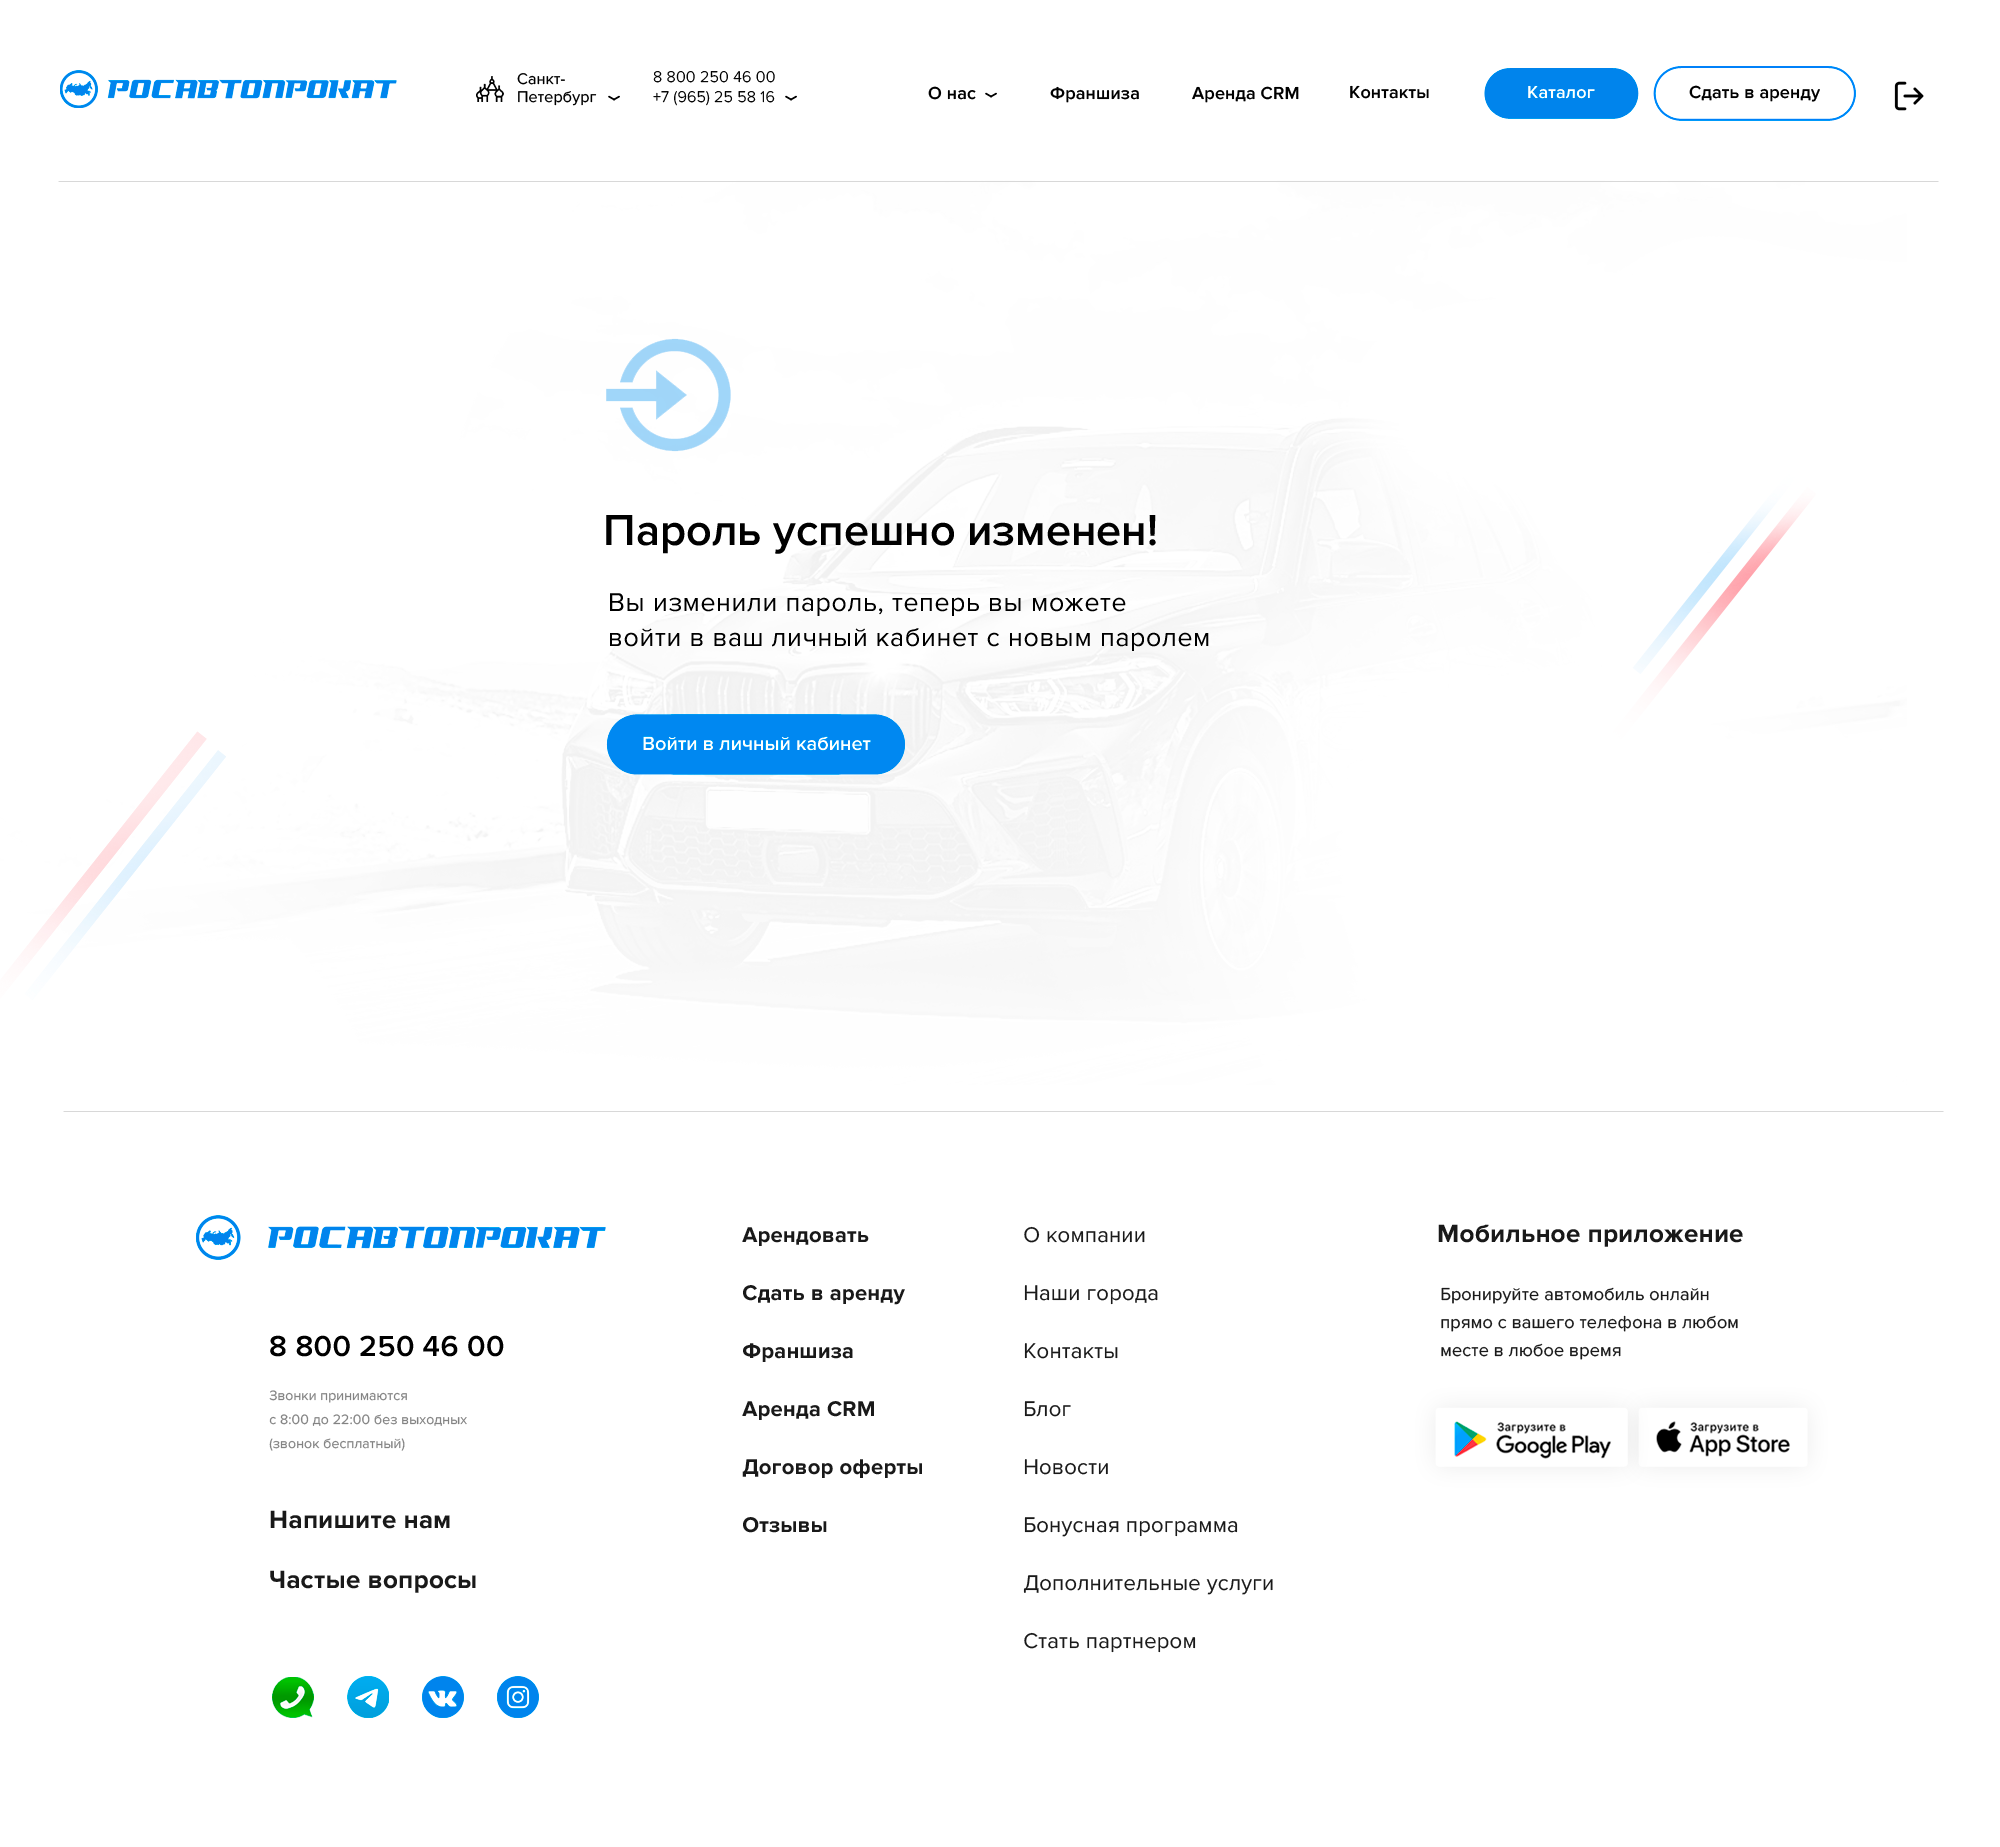 РОСАВТОПРОКАТ
Санкт-
Петербург
8 800 250 46 00
+7 (965) 25 58 16
О нас
Франшиза
Аренда CRM
Контакты
Каталог
Сдать в аренду
Пароль успешно изменен!
Вы изменили пароль, теперь вы можете
войти в ваш личный кабинет с новым паролем
Войти в личный кабинет
РОСАВТОПРОКАТ
8 800 250 46 00
Звонки принимаются
с 8:00 до 22:00 без выходных
(звонок бесплатный)
Напишите нам
Частые вопросы
Арендовать
Сдать в аренду
Франшиза
Аренда CRM
Договор оферты
Отзывы
О компании
Наши города
Контакты
Блог
Новости
Бонусная программа
Дополнительные услуги
Стать партнером
Мобильное приложение
Бронируйте автомобиль онлайн
прямо с вашего телефона в любом
месте в любое время
Загрузите в
Google Play
Загрузите в
App Store